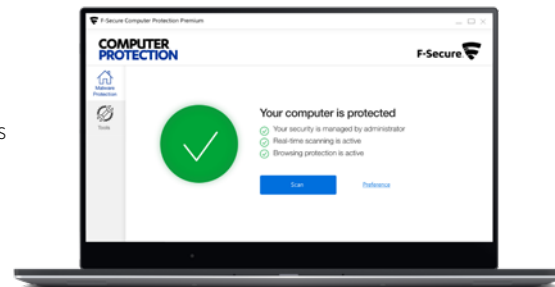 F-Secure Computer Protection Premium
COMPUTER
PROTECTION
F-Secure
Malware
Protection
Tools
s
Your computer is protected
Your security is managed by administrator
Real-time scanning is active
Browsing protection is active
Scan
Preference